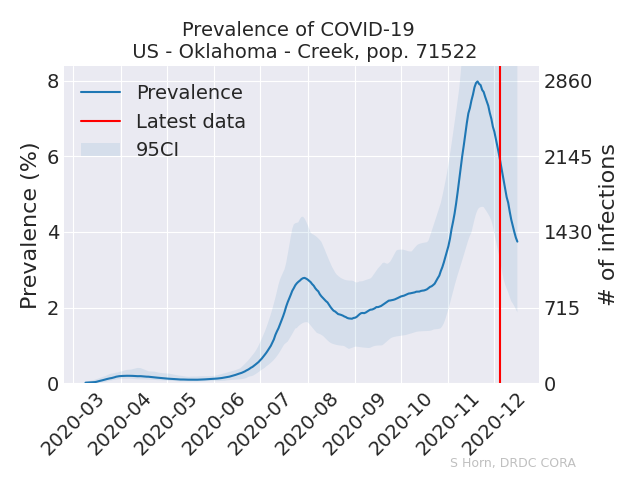 Prevalence of COVID-19
US - Oklahoma - Creek, pop. 71522
Prevalence
Latest data
95CI
Prevalence (%)
8
6
4
2
0
2860
2145
1430
715
0
# of infections
2020-03
2020-04
2020-05
2020-06
2020-07
2020-08
2020-09
2020-10
2020-11
2020-12
S Horn, DRDC CORA